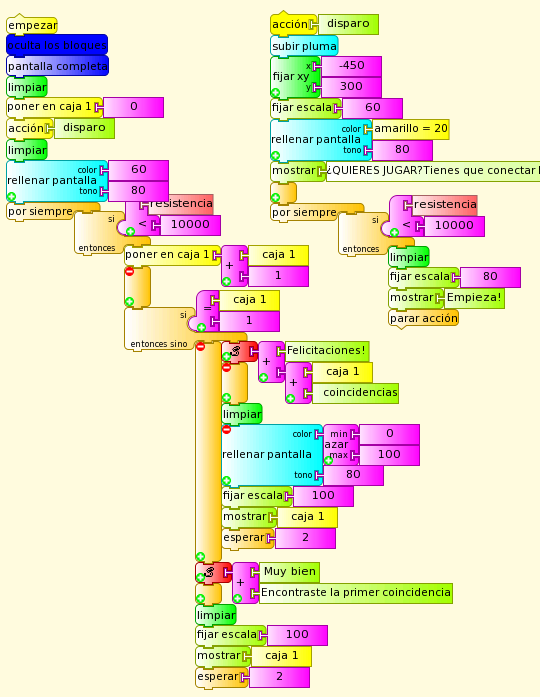 empezar
oculta los bloques
pantalla completa
limpiar
poner en caja 1 0
acción disparo
limpiar
rellenar pantalla color 60
tono 80
por siempre
si resistencia
< 10000
entonces
poner en caja 1 + caja 1
1
si = caja 1
1
entonces sino
+ Felicitaciones!
+ caja 1
coincidencias
limpiar
rellenar pantalla color azar min 0
max 100
tono 80
fijar escala 100
mostrar caja 1
esperar 2
+ Muy bien
Encontraste la primer coincidencia
limpiar
fijar escala 100
mostrar caja 1
esperar 2
acción disparo
subir pluma
fijar xy x -450
y 300
fijar escala 60
rellenar pantalla color amarillo = 20
tono 80
mostrar ¿QUIERES JUGAR?Tienes que conectar
por siempre
si resistencia
< 10000
entonces
limpiar
fijar escala 80
mostrar Empieza!
parar acción